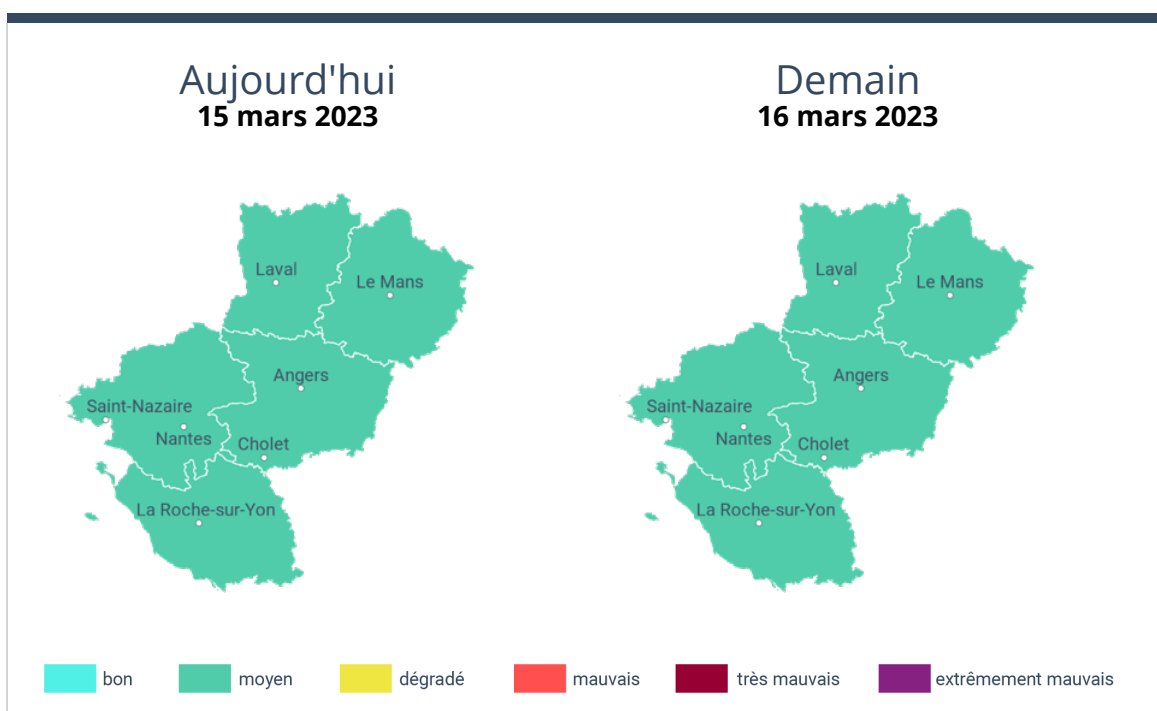 Aujourd'hui
15 mars 2023
Laval
Le Mans
Angers
Saint-Nazaire
Nantes
Cholet
La Roche-sur-Yon
Demain
16 mars 2023
Laval
Le Mans
Angers
Saint-Nazaire
Nantes
Cholet
La Roche-sur-Yon
bon moyen dégradé mauvais très mauvais extrêmement mauvais